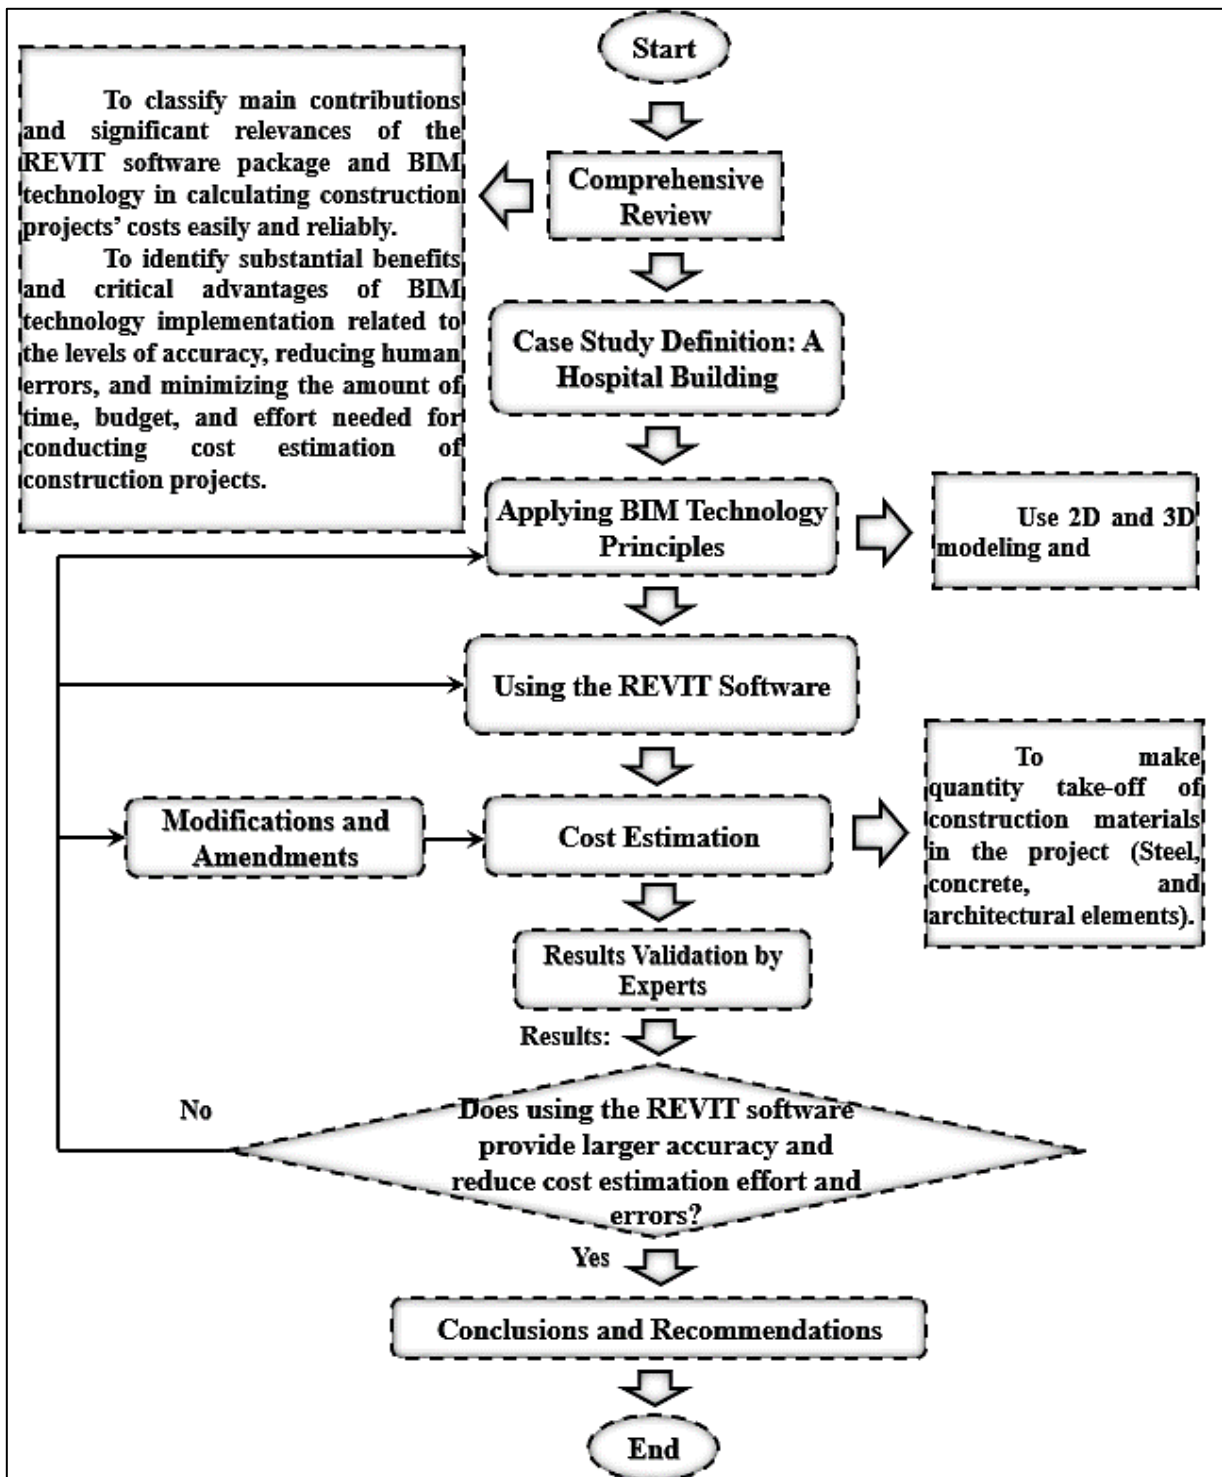 Start
To classify main contributions
and significant relevances of the
REVIT software package and BIM
technology in calculating construction
projects’ costs easily and reliably.
To identify substantial benefits
and critical advantages of BIM
technology implementation related to
the levels of accuracy, reducing human
errors, and minimizing the amount of
time, budget, and effort needed for
conducting cost estimation of
construction projects.
Comprehensive
Review
Case Study Definition: A
Hospital Building
Applying BIM Technology
Principles
Use 2D and 3D
modeling and
Using the REVIT Software
Modifications and
Amendments
Cost Estimation
To make
quantity take-off of
construction materials
in the project (Steel,
concrete, and
architectural elements).
Results Validation by
Experts
Results:
No
Does using the REVIT software
provide larger accuracy and
reduce cost estimation effort and
errors?
Yes
Conclusions and Recommendations
End